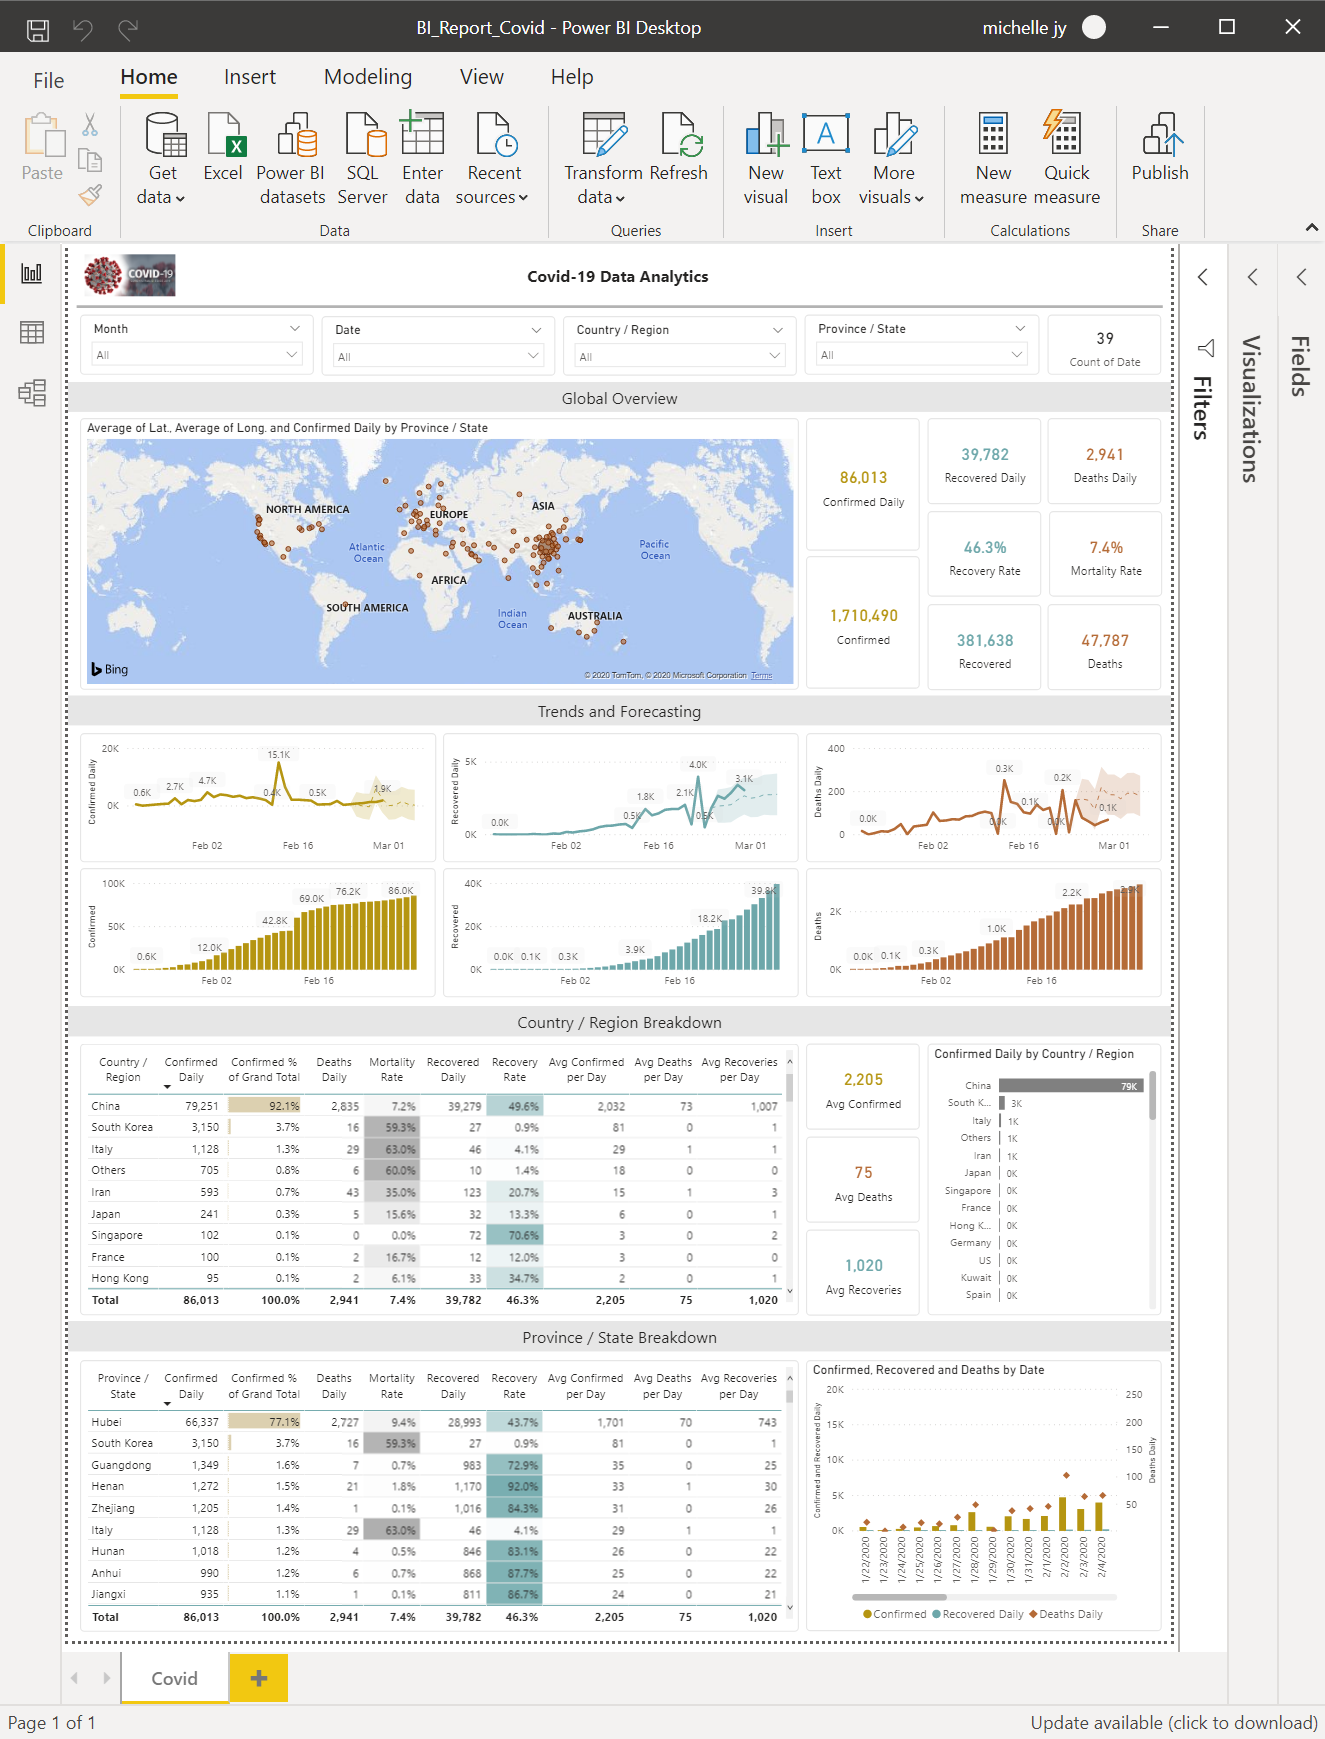 BI_Report_Covid - Power BI Desktop
michelle jy
File Home Insert Modeling View Help
Paste
Get data
Excel
Power BI datasets
SQL Server
Enter data
Recent sources
Transform data
Refresh
New visual
Text box
More visuals
New measure
Quick measure
Publish
Clipboard Data Queries Insert Calculations Share
COVID-19
Covid-19 Data Analytics
Month
All
Date
All
Country / Region
All
Province / State
All
39
Count of Date
Filters
Visualizations
Fields
Global Overview
Average of Lat., Average of Long. and Confirmed Daily by Province / State
NORTH AMERICA
EUROPE
ASIA
Atlantic Ocean
Pacific Ocean
AFRICA
SOUTH AMERICA
Indian Ocean
AUSTRALIA
Bing
© 2020 TomTom, © 2020 Microsoft Corporation Terms
86,013
Confirmed Daily
1,710,490
Confirmed
39,782
Recovered Daily
2,941
Deaths Daily
46.3%
Recovery Rate
7.4%
Mortality Rate
381,638
Recovered
47,787
Deaths
Trends and Forecasting
Confirmed Daily
20K
0K
0.6K 2.7K 4.7K 15.1K 0.4K 0.5K 1.9K
Feb 02 Feb 16 Mar 01
Recovered Daily
5K
0K
0.0K 0.5K 1.8K 2.1K 4.0K 0.5K 3.1K
Feb 02 Feb 16 Mar 01
Deaths Daily
400
200
0
0.0K 0.3K 0.0K 0.1K 0.2K 0.0K 0.1K
Feb 02 Feb 16 Mar 01
Confirmed
100K
50K
0K
0.6K 12.0K 42.8K 69.0K 76.2K 86.0K
Feb 02 Feb 16
Recovered
40K
20K
0K
0.0K 0.1K 0.3K 3.9K 18.2K 39.8K
Feb 02 Feb 16
Deaths
2K
0K
0.0K 0.1K 0.3K 1.0K 2.2K 2.9K
Feb 02 Feb 16
Country / Region Breakdown
Country / Region Confirmed Daily Confirmed % of Grand Total Deaths Daily Mortality Rate Recovered Daily Recovery Rate Avg Confirmed per Day Avg Deaths per Day Avg Recoveries per Day
China 79,251 92.1% 2,835 7.2% 39,279 49.6% 2,032 73 1,007
South Korea 3,150 3.7% 16 59.3% 27 0.9% 81 0 1
Italy 1,128 1.3% 29 63.0% 46 4.1% 29 1 1
Others 705 0.8% 6 60.0% 10 1.4% 18 0 0
Iran 593 0.7% 43 35.0% 123 20.7% 15 1 3
Japan 241 0.3% 5 15.6% 32 13.3% 6 0 1
Singapore 102 0.1% 0 0.0% 72 70.6% 3 0 2
France 100 0.1% 2 16.7% 12 12.0% 3 0 0
Hong Kong 95 0.1% 2 6.1% 33 34.7% 2 0 1
Total 86,013 100.0% 2,941 7.4% 39,782 46.3% 2,205 75 1,020
2,205
Avg Confirmed
75
Avg Deaths
1,020
Avg Recoveries
Confirmed Daily by Country / Region
China 79K
South K... 3K
Italy 1K
Others 1K
Iran 1K
Japan 0K
Singapore 0K
France 0K
Hong K... 0K
Germany 0K
US 0K
Kuwait 0K
Spain 0K
Province / State Breakdown
Province / State Confirmed Daily Confirmed % of Grand Total Deaths Daily Mortality Rate Recovered Daily Recovery Rate Avg Confirmed per Day Avg Deaths per Day Avg Recoveries per Day
Hubei 66,337 77.1% 2,727 9.4% 28,993 43.7% 1,701 70 743
South Korea 3,150 3.7% 16 59.3% 27 0.9% 81 0 1
Guangdong 1,349 1.6% 7 0.7% 983 72.9% 35 0 25
Henan 1,272 1.5% 21 1.8% 1,170 92.0% 33 1 30
Zhejiang 1,205 1.4% 1 0.1% 1,016 84.3% 31 0 26
Italy 1,128 1.3% 29 63.0% 46 4.1% 29 1 1
Hunan 1,018 1.2% 4 0.5% 846 83.1% 26 0 22
Anhui 990 1.2% 6 0.7% 868 87.7% 25 0 22
Jiangxi 935 1.1% 1 0.1% 811 86.7% 24 0 21
Total 86,013 100.0% 2,941 7.4% 39,782 46.3% 2,205 75 1,020
Confirmed, Recovered and Deaths by Date
Confirmed and Recovered Daily
20K
15K
10K
5K
0K
250
200
150
100
50
Deaths Daily
1/22/2020 1/23/2020 1/24/2020 1/25/2020 1/26/2020 1/27/2020 1/28/2020 1/29/2020 1/30/2020 1/31/2020 2/1/2020 2/2/2020 2/3/2020 2/4/2020
Confirmed Recovered Daily Deaths Daily
Covid
+
Page 1 of 1
Update available (click to download)